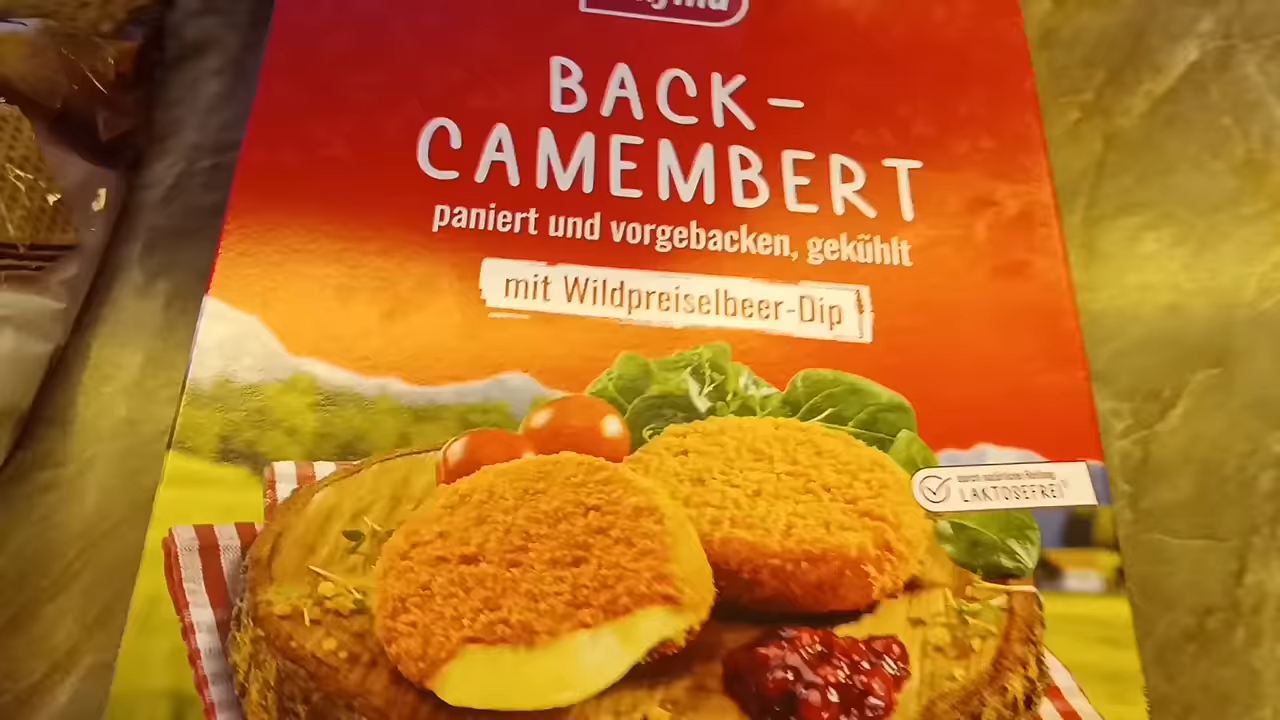 BACK-
CAMEMBERT
paniert und vorgebacken, gekühlt
mit Wildpreiselbeer-Dip
LAKTOSEFREI